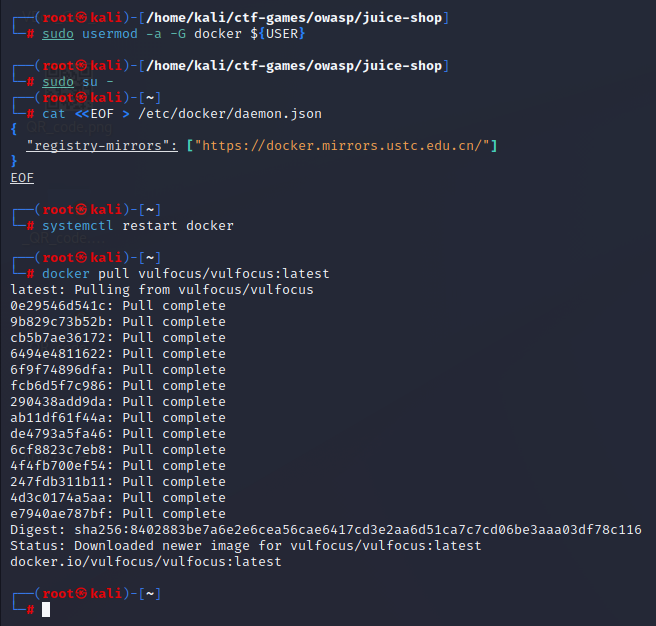 ┌──(root㉿kali)-[/home/kali/ctf-games/owasp/juice-shop]
└─# sudo usermod -a -G docker ${USER}
┌──(root㉿kali)-[/home/kali/ctf-games/owasp/juice-shop]
└─# sudo su -
┌──(root㉿kali)-[~]
└─# cat <<EOF > /etc/docker/daemon.json
{
  "registry-mirrors": ["https://docker.mirrors.ustc.edu.cn/"]
}
EOF
┌──(root㉿kali)-[~]
└─# systemctl restart docker
┌──(root㉿kali)-[~]
└─# docker pull vulfocus/vulfocus:latest
latest: Pulling from vulfocus/vulfocus
0e29546d541c: Pull complete
9b829c73b52b: Pull complete
cb5b7ae36172: Pull complete
6494e4811622: Pull complete
6f9f74896dfa: Pull complete
fcb6d5f7c986: Pull complete
290438add9da: Pull complete
ab11df61f44a: Pull complete
de4793a5fa46: Pull complete
6cf8823c7eb8: Pull complete
4f4fb700ef54: Pull complete
247fdb311b11: Pull complete
4d3c0174a5aa: Pull complete
e7940ae787bf: Pull complete
Digest: sha256:8402883be7a6e2e6cea56cae6417cd3e2aa6d51ca7c7cd06be3aaa03df78c116
Status: Downloaded newer image for vulfocus/vulfocus:latest
docker.io/vulfocus/vulfocus:latest
┌──(root㉿kali)-[~]
└─#